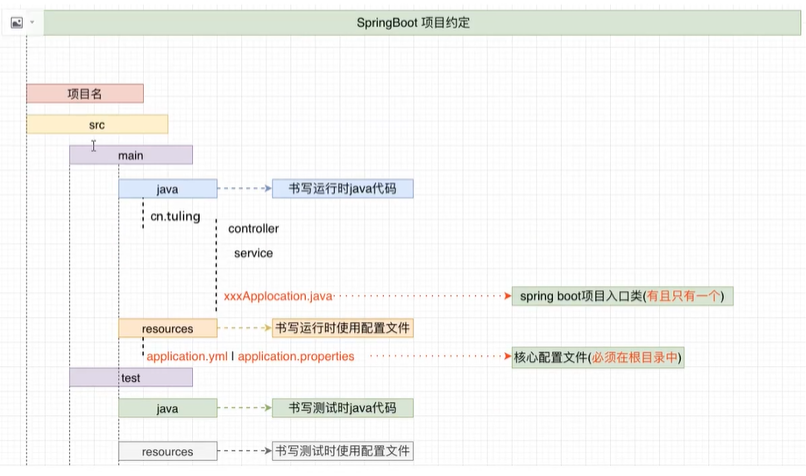 SpringBoot 项目约定
项目名
src
main
java 书写运行时java代码
cn.tuling
controller
service
xxxApplocation.java spring boot项目入口类(有且只有一个)
resources 书写运行时使用配置文件
application.yml | application.properties 核心配置文件(必须在根目录中)
test
java 书写测试时java代码
resources 书写测试时使用配置文件